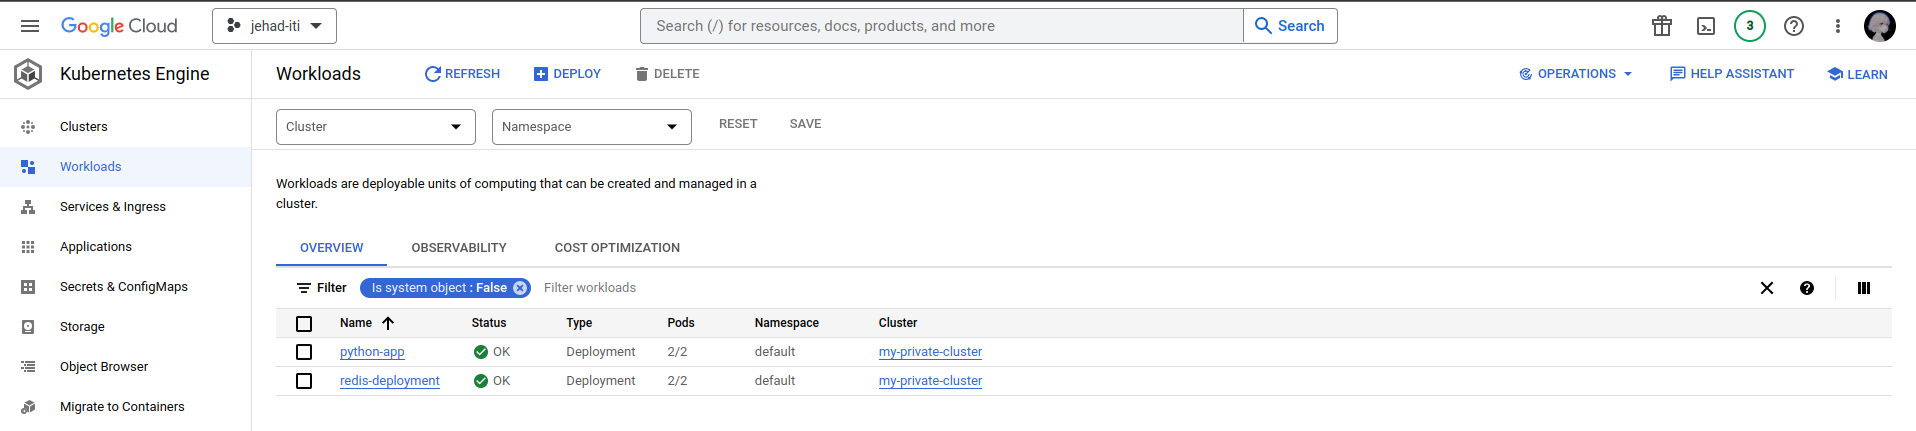 Google Cloud
jehad-iti
Search (/) for resources, docs, products, and more
Search
3
Kubernetes Engine
Workloads
REFRESH
DEPLOY
DELETE
OPERATIONS
HELP ASSISTANT
LEARN
Clusters
Workloads
Services & Ingress
Applications
Secrets & ConfigMaps
Storage
Object Browser
Migrate to Containers
Cluster
Namespace
RESET
SAVE
Workloads are deployable units of computing that can be created and managed in a
cluster.
OVERVIEW
OBSERVABILITY
COST OPTIMIZATION
Filter
Is system object : False
Filter workloads
Name Status Type Pods Namespace Cluster
python-app OK Deployment 2/2 default my-private-cluster
redis-deployment OK Deployment 2/2 default my-private-cluster